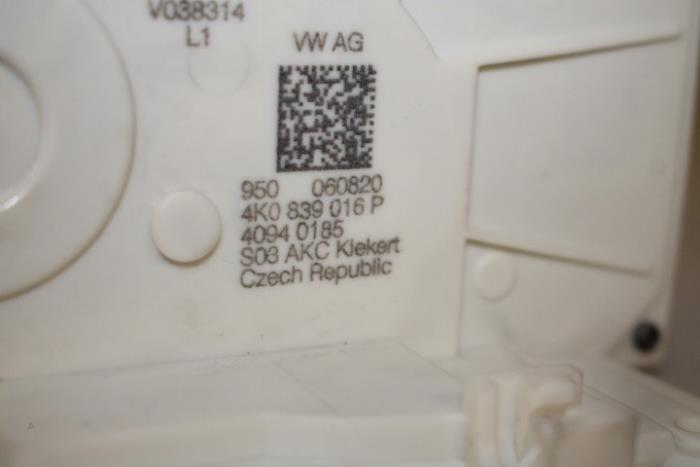 V038314
L1
VW AG
950 060820
4K0 839 016 P
4094 0185
S03 AKC Kiekert
Czech Republic